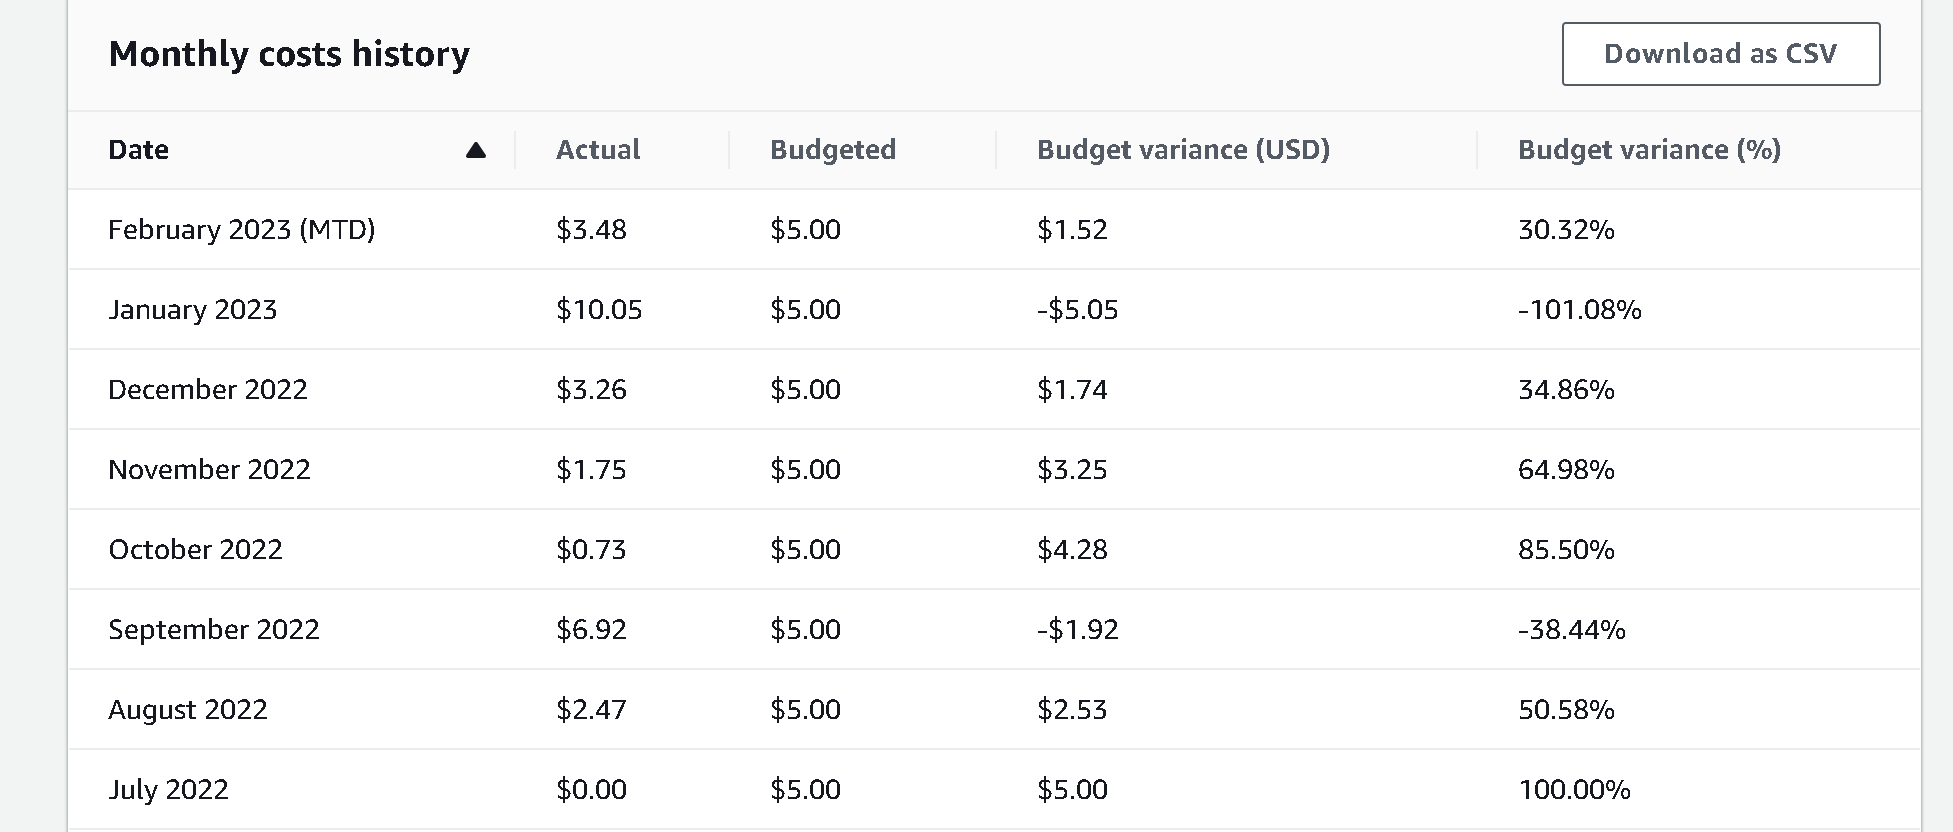 Monthly costs history Download as CSV
Date Actual Budgeted Budget variance (USD) Budget variance (%)
February 2023 (MTD) $3.48 $5.00 $1.52 30.32%
January 2023 $10.05 $5.00 -$5.05 -101.08%
December 2022 $3.26 $5.00 $1.74 34.86%
November 2022 $1.75 $5.00 $3.25 64.98%
October 2022 $0.73 $5.00 $4.28 85.50%
September 2022 $6.92 $5.00 -$1.92 -38.44%
August 2022 $2.47 $5.00 $2.53 50.58%
July 2022 $0.00 $5.00 $5.00 100.00%